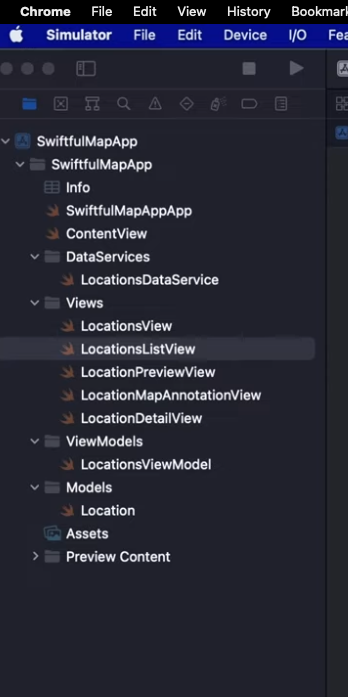 Chrome File Edit View History Bookmark
Simulator File Edit Device I/O Fea
SwiftfulMapApp
SwiftfulMapApp
Info
SwiftfulMapAppApp
ContentView
DataServices
LocationsDataService
Views
LocationsView
LocationsListView
LocationPreviewView
LocationMapAnnotationView
LocationDetailView
ViewModels
LocationsViewModel
Models
Location
Assets
Preview Content